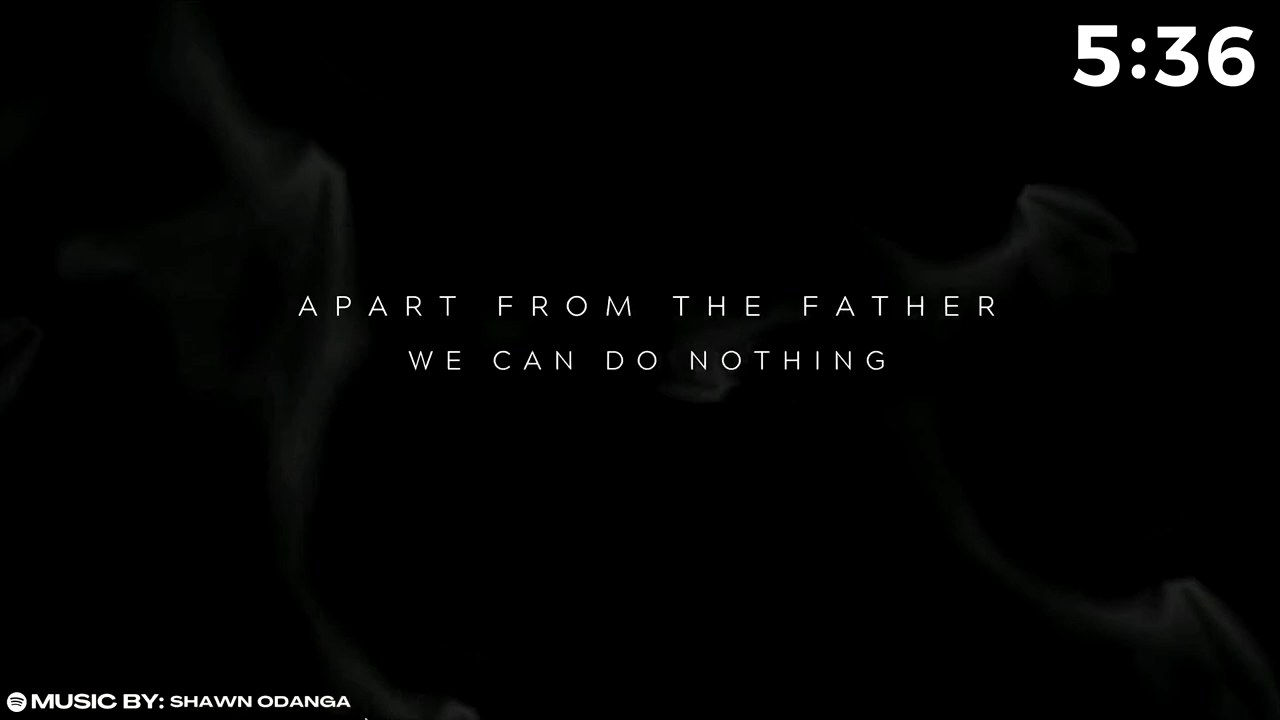 5:36
APART FROM THE FATHER
WE CAN DO NOTHING
MUSIC BY: SHAWN ODANGA